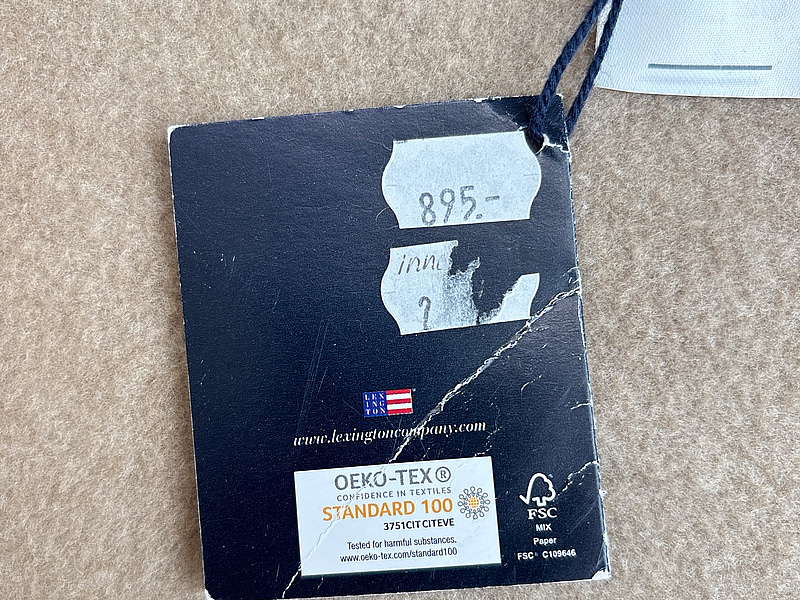 895.-
LEX
ING
TON
www.lexingtoncompany.com
OEKO-TEX®
CONFIDENCE IN TEXTILES
STANDARD 100
3751CIT CITEVE
Tested for harmful substances.
www.oeko-tex.com/standard100
FSC
MIX
Paper
FSC® C109646